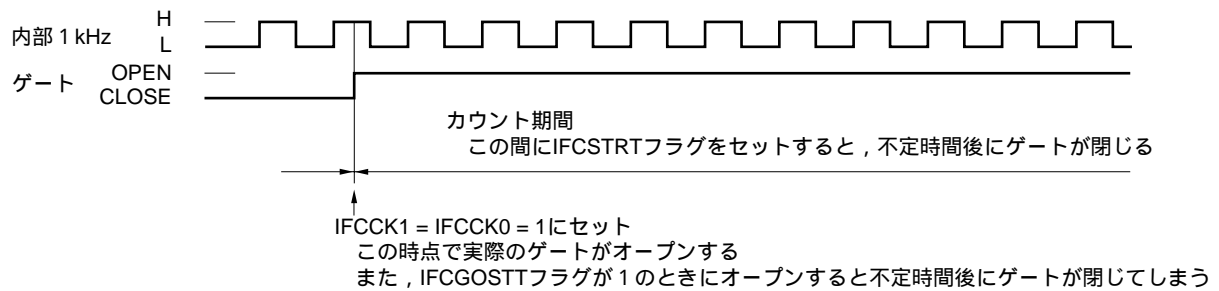 H
内部 1 kHz
L
OPEN
ゲート
CLOSE
カウント期間
この間にIFCSTRTフラグをセットすると，不定時間後にゲートが閉じる
IFCCK1 = IFCCK0 = 1にセット
この時点で実際のゲートがオープンする
また，IFCGOSTTフラグが 1 のときにオープンすると不定時間後にゲートが閉じてしまう